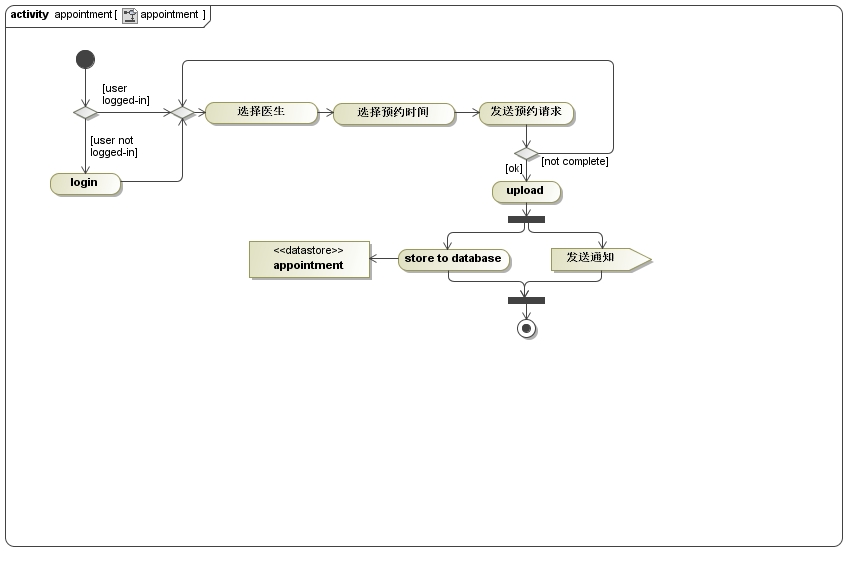 activity appointment[ appointment ]
[user
logged-in]
选择医生
选择预约时间
发送预约请求
[user not
logged-in]
login
[ok]
[not complete]
upload
<<datastore>>
appointment
store to database
发送通知